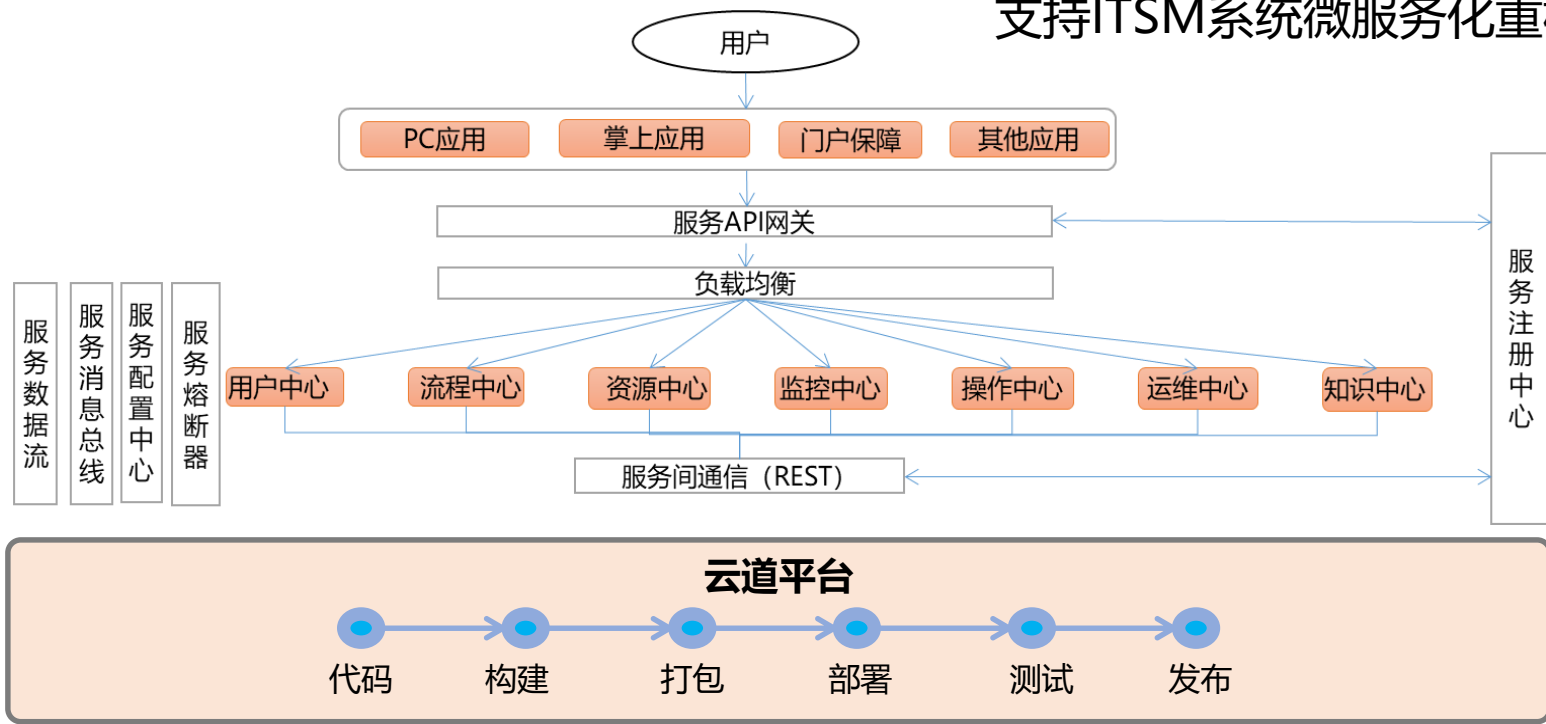 支持ITSM系统微服务化重
用户
PC应用
掌上应用
门户保障
其他应用
服务API网关
负载均衡
服务数据流
服务消息总线
服务配置中心
服务熔断器
用户中心
流程中心
资源中心
监控中心
操作中心
运维中心
知识中心
服务注册中心
服务间通信（REST）
云道平台
代码
构建
打包
部署
测试
发布